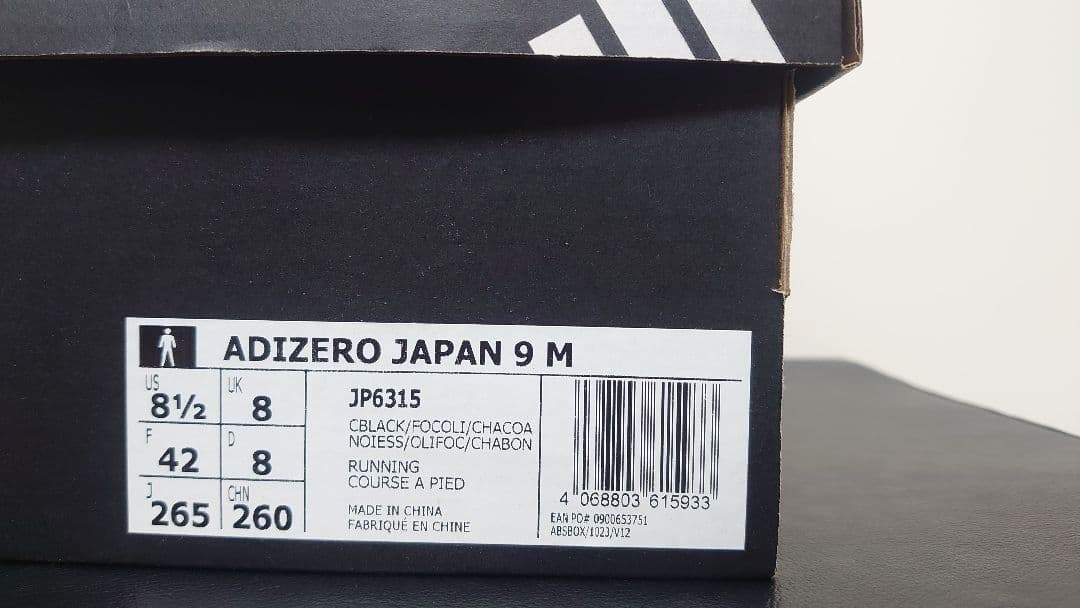 ADIZERO JAPAN 9 M
US 8½ UK 8
F 42 D 8
J 265 CHN 260
JP6315
CBLACK/FOCOLI/CHACOA
NOIESS/OLIFOC/CHABON
RUNNING
COURSE A PIED
MADE IN CHINA
FABRIQUÉ EN CHINE
4 068803 615933
EAN PO# 0900653751
ABSBOX/1023/V12